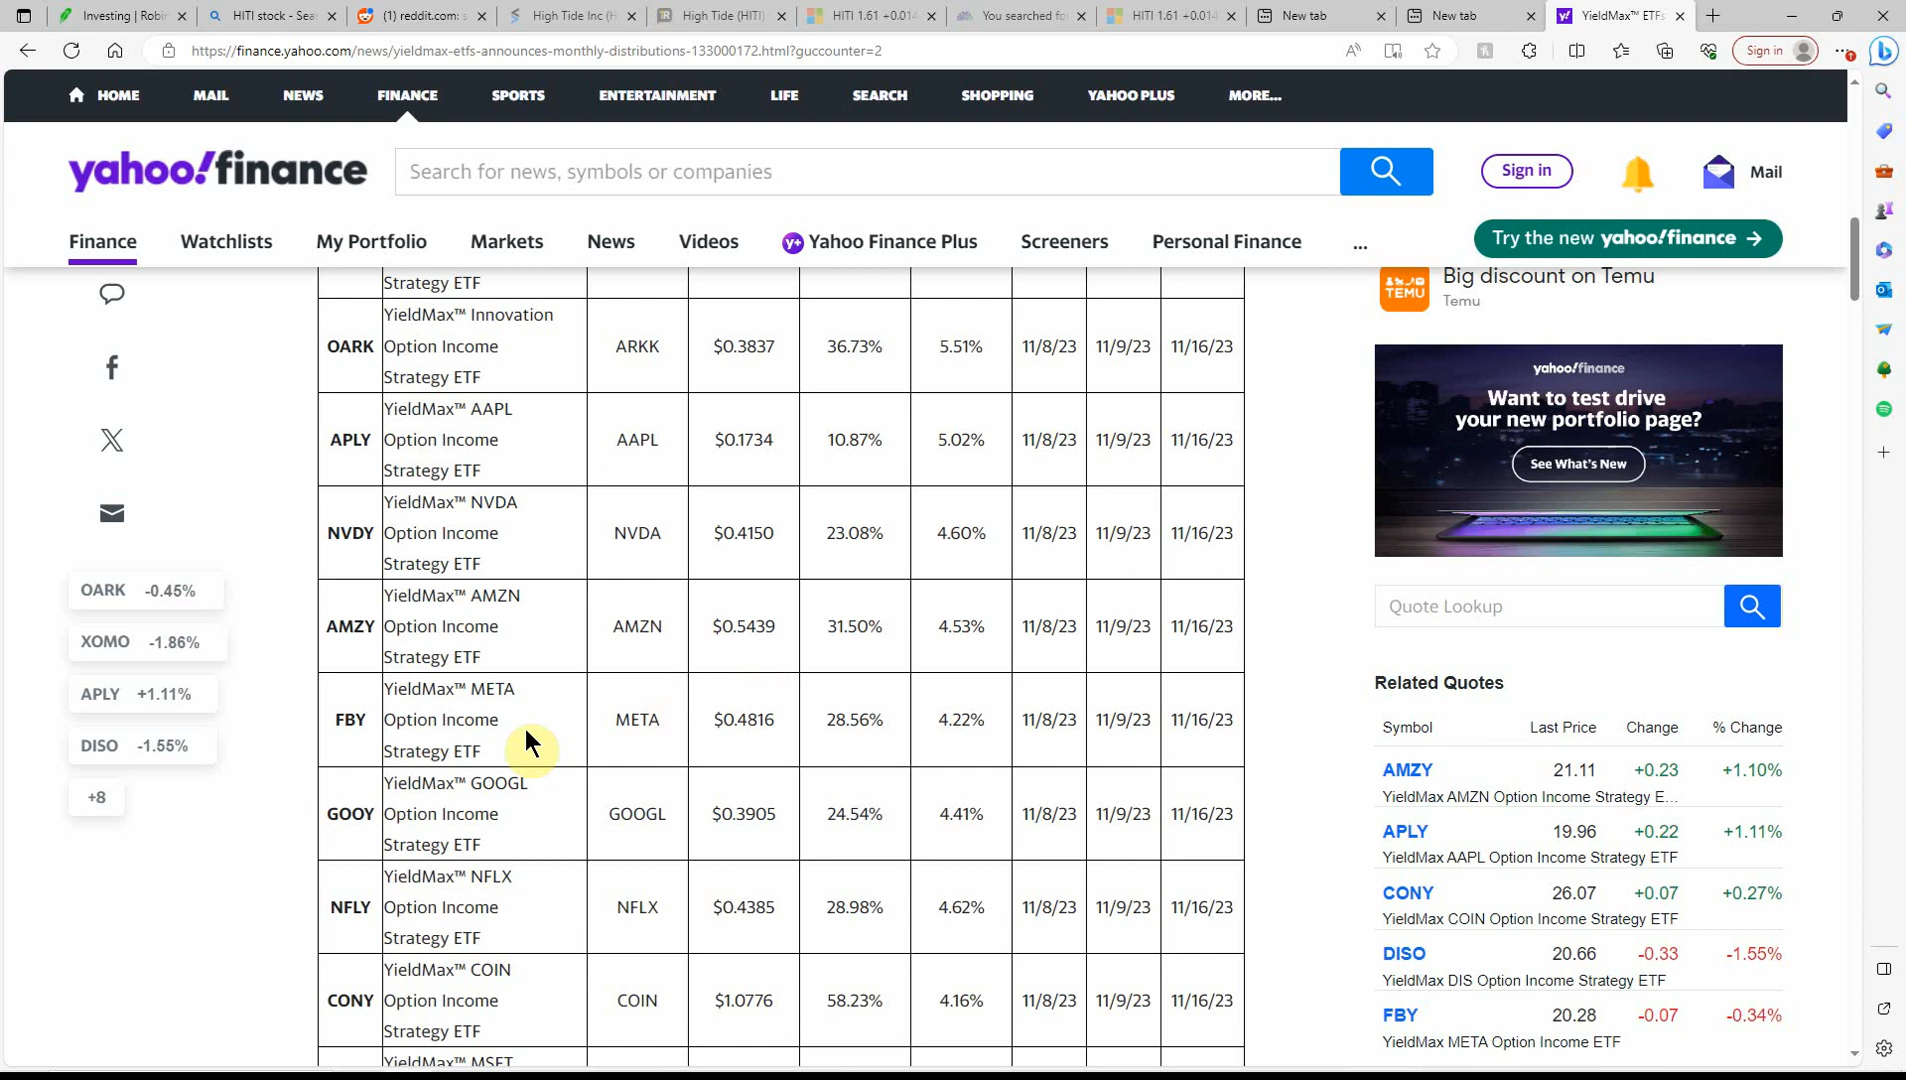 Investing | Robin
HITI stock - Sea
(1) reddit.com: s
High Tide Inc (H
High Tide (HITI)
HITI 1.61 +0.014
You searched fo
HITI 1.61 +0.014
New tab
New tab
YieldMax™ ETFs
https://finance.yahoo.com/news/yieldmax-etfs-announces-monthly-distributions-133000172.html?guccounter=2
Sign in
HOME MAIL NEWS FINANCE SPORTS ENTERTAINMENT LIFE SEARCH SHOPPING YAHOO PLUS MORE...
yahoo!finance
Search for news, symbols or companies
Sign in
Mail
Finance Watchlists My Portfolio Markets News Videos Yahoo Finance Plus Screeners Personal Finance ...
Try the new yahoo!finance →
Strategy ETF
YieldMax™ Innovation
OARK Option Income ARKK $0.3837 36.73% 5.51% 11/8/23 11/9/23 11/16/23
Strategy ETF
YieldMax™ AAPL
APLY Option Income AAPL $0.1734 10.87% 5.02% 11/8/23 11/9/23 11/16/23
Strategy ETF
YieldMax™ NVDA
NVDY Option Income NVDA $0.4150 23.08% 4.60% 11/8/23 11/9/23 11/16/23
Strategy ETF
YieldMax™ AMZN
AMZY Option Income AMZN $0.5439 31.50% 4.53% 11/8/23 11/9/23 11/16/23
Strategy ETF
YieldMax™ META
FBY Option Income META $0.4816 28.56% 4.22% 11/8/23 11/9/23 11/16/23
Strategy ETF
YieldMax™ GOOGL
GOOY Option Income GOOGL $0.3905 24.54% 4.41% 11/8/23 11/9/23 11/16/23
Strategy ETF
YieldMax™ NFLX
NFLY Option Income NFLX $0.4385 28.98% 4.62% 11/8/23 11/9/23 11/16/23
Strategy ETF
YieldMax™ COIN
CONY Option Income COIN $1.0776 58.23% 4.16% 11/8/23 11/9/23 11/16/23
Strategy ETF
YieldMax™ MSFT
OARK -0.45%
XOMO -1.86%
APLY +1.11%
DISO -1.55%
+8
TEMU
Big discount on Temu
Temu
yahoo!finance
Want to test drive
your new portfolio page?
See What's New
Quote Lookup
Related Quotes
Symbol Last Price Change % Change
AMZY 21.11 +0.23 +1.10%
YieldMax AMZN Option Income Strategy E...
APLY 19.96 +0.22 +1.11%
YieldMax AAPL Option Income Strategy ETF
CONY 26.07 +0.07 +0.27%
YieldMax COIN Option Income Strategy ETF
DISO 20.66 -0.33 -1.55%
YieldMax DIS Option Income Strategy ETF
FBY 20.28 -0.07 -0.34%
YieldMax META Option Income ETF